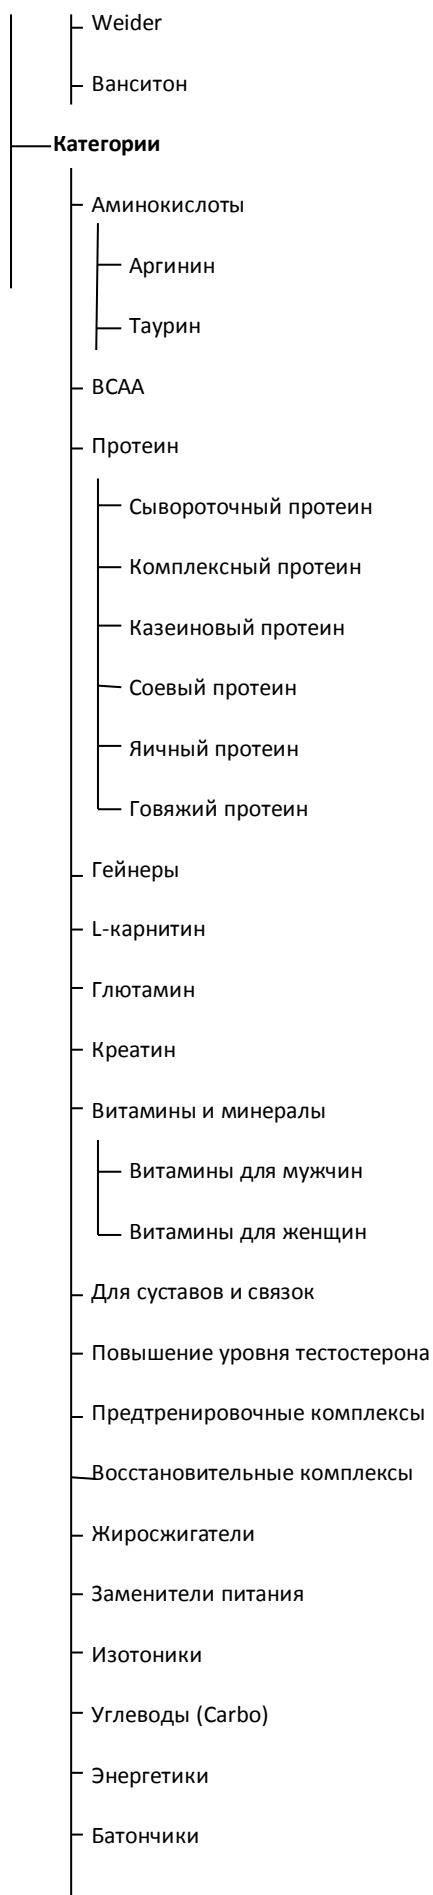 Weider
Ванситон
Категории
Аминокислоты
Аргинин
Таурин
BCAA
Протеин
Сывороточный протеин
Комплексный протеин
Казеиновый протеин
Соевый протеин
Яичный протеин
Говяжий протеин
Гейнеры
L-карнитин
Глютамин
Креатин
Витамины и минералы
Витамины для мужчин
Витамины для женщин
Для суставов и связок
Повышение уровня тестостерона
Предтренировочные комплексы
Восстановительные комплексы
Жиросжигатели
Заменители питания
Изотоники
Углеводы (Carbo)
Энергетики
Батончики